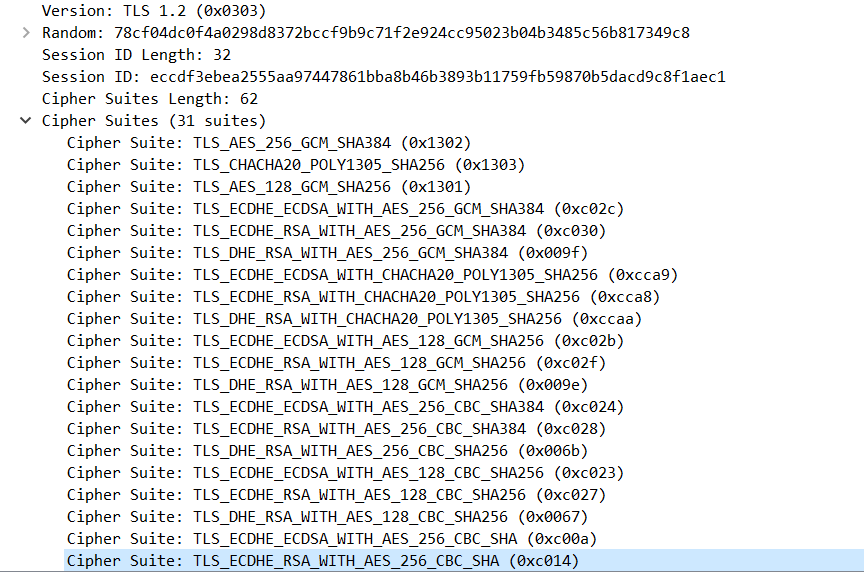 Version: TLS 1.2 (0x0303)
Random: 78cf04dc0f4a0298d8372bccf9b9c71f2e924cc95023b04b3485c56b817349c8
Session ID Length: 32
Session ID: eccdf3ebea2555aa97447861bba8b46b3893b11759fb59870b5dacd9c8f1aec1
Cipher Suites Length: 62
Cipher Suites (31 suites)
Cipher Suite: TLS_AES_256_GCM_SHA384 (0x1302)
Cipher Suite: TLS_CHACHA20_POLY1305_SHA256 (0x1303)
Cipher Suite: TLS_AES_128_GCM_SHA256 (0x1301)
Cipher Suite: TLS_ECDHE_ECDSA_WITH_AES_256_GCM_SHA384 (0xc02c)
Cipher Suite: TLS_ECDHE_RSA_WITH_AES_256_GCM_SHA384 (0xc030)
Cipher Suite: TLS_DHE_RSA_WITH_AES_256_GCM_SHA384 (0x009f)
Cipher Suite: TLS_ECDHE_ECDSA_WITH_CHACHA20_POLY1305_SHA256 (0xcca9)
Cipher Suite: TLS_ECDHE_RSA_WITH_CHACHA20_POLY1305_SHA256 (0xcca8)
Cipher Suite: TLS_DHE_RSA_WITH_CHACHA20_POLY1305_SHA256 (0xccaa)
Cipher Suite: TLS_ECDHE_ECDSA_WITH_AES_128_GCM_SHA256 (0xc02b)
Cipher Suite: TLS_ECDHE_RSA_WITH_AES_128_GCM_SHA256 (0xc02f)
Cipher Suite: TLS_DHE_RSA_WITH_AES_128_GCM_SHA256 (0x009e)
Cipher Suite: TLS_ECDHE_ECDSA_WITH_AES_256_CBC_SHA384 (0xc024)
Cipher Suite: TLS_ECDHE_RSA_WITH_AES_256_CBC_SHA384 (0xc028)
Cipher Suite: TLS_DHE_RSA_WITH_AES_256_CBC_SHA256 (0x006b)
Cipher Suite: TLS_ECDHE_ECDSA_WITH_AES_128_CBC_SHA256 (0xc023)
Cipher Suite: TLS_ECDHE_RSA_WITH_AES_128_CBC_SHA256 (0xc027)
Cipher Suite: TLS_DHE_RSA_WITH_AES_128_CBC_SHA256 (0x0067)
Cipher Suite: TLS_ECDHE_ECDSA_WITH_AES_256_CBC_SHA (0xc00a)
Cipher Suite: TLS_ECDHE_RSA_WITH_AES_256_CBC_SHA (0xc014)